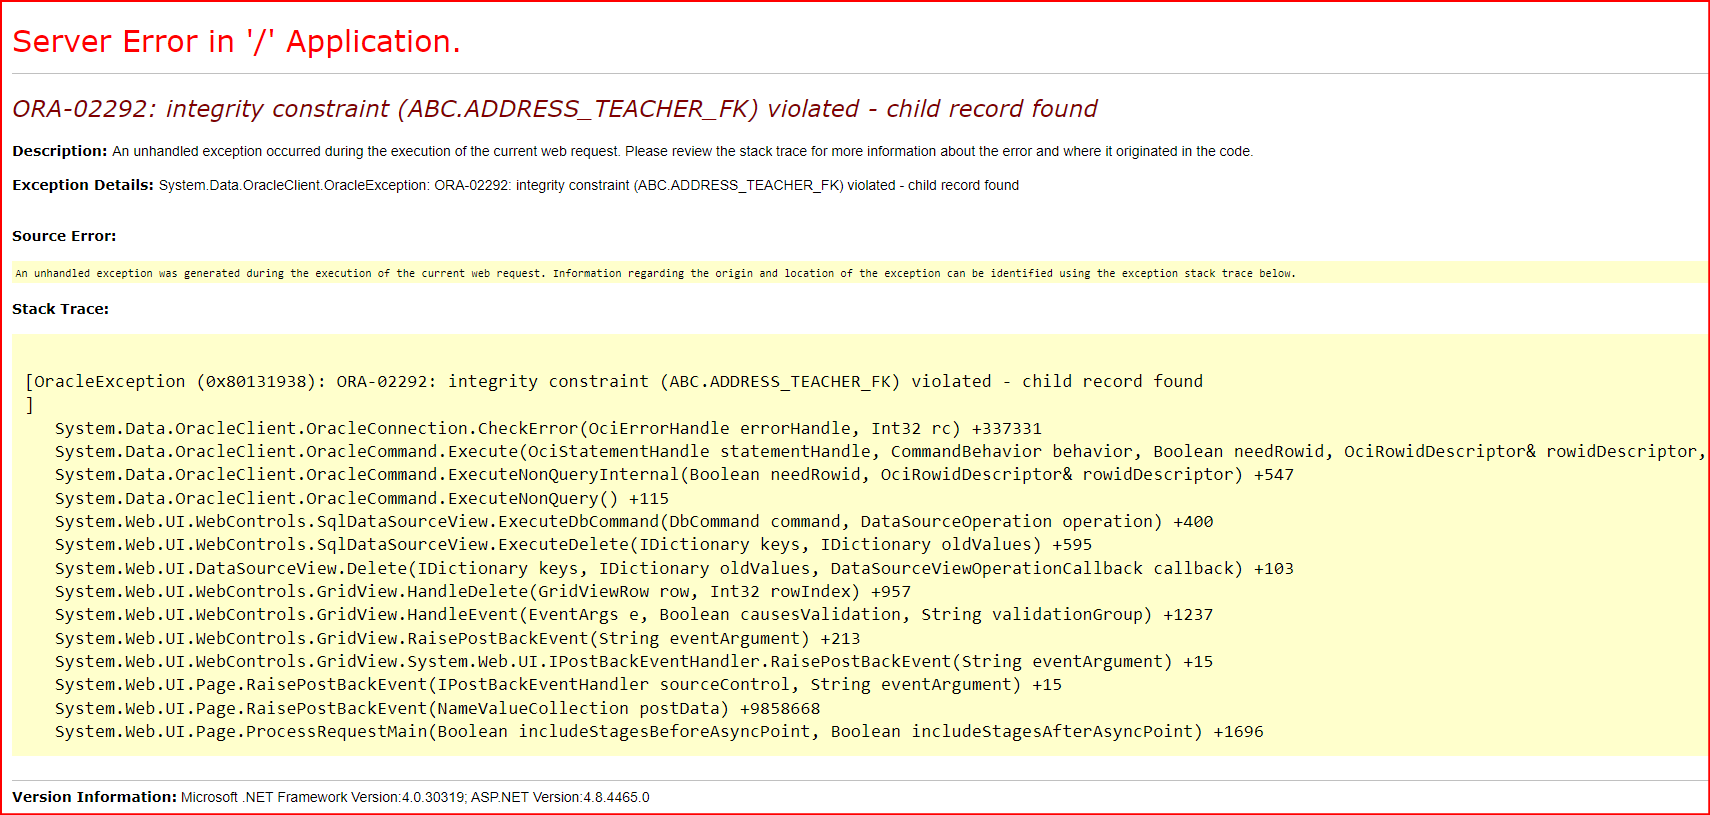 Server Error in '/' Application.
ORA-02292: integrity constraint (ABC.ADDRESS_TEACHER_FK) violated - child record found
Description: An unhandled exception occurred during the execution of the current web request. Please review the stack trace for more information about the error and where it originated in the code.
Exception Details: System.Data.OracleClient.OracleException: ORA-02292: integrity constraint (ABC.ADDRESS_TEACHER_FK) violated - child record found
Source Error:
An unhandled exception was generated during the execution of the current web request. Information regarding the origin and location of the exception can be identified using the exception stack trace below.
Stack Trace:
[OracleException (0x80131938): ORA-02292: integrity constraint (ABC.ADDRESS_TEACHER_FK) violated - child record found
]
System.Data.OracleClient.OracleConnection.CheckError(OciErrorHandle errorHandle, Int32 rc) +337331
System.Data.OracleClient.OracleCommand.Execute(OciStatementHandle statementHandle, CommandBehavior behavior, Boolean needRowid, OciRowidDescriptor& rowidDescriptor,
System.Data.OracleClient.OracleCommand.ExecuteNonQueryInternal(Boolean needRowid, OciRowidDescriptor& rowidDescriptor) +547
System.Data.OracleClient.OracleCommand.ExecuteNonQuery() +115
System.Web.UI.WebControls.SqlDataSourceView.ExecuteDbCommand(DbCommand command, DataSourceOperation operation) +400
System.Web.UI.WebControls.SqlDataSourceView.ExecuteDelete(IDictionary keys, IDictionary oldValues) +595
System.Web.UI.DataSourceView.Delete(IDictionary keys, IDictionary oldValues, DataSourceViewOperationCallback callback) +103
System.Web.UI.WebControls.GridView.HandleDelete(GridViewRow row, Int32 rowIndex) +957
System.Web.UI.WebControls.GridView.HandleEvent(EventArgs e, Boolean causesValidation, String validationGroup) +1237
System.Web.UI.WebControls.GridView.RaisePostBackEvent(String eventArgument) +213
System.Web.UI.WebControls.GridView.System.Web.UI.IPostBackEventHandler.RaisePostBackEvent(String eventArgument) +15
System.Web.UI.Page.RaisePostBackEvent(IPostBackEventHandler sourceControl, String eventArgument) +15
System.Web.UI.Page.RaisePostBackEvent(NameValueCollection postData) +9858668
System.Web.UI.Page.ProcessRequestMain(Boolean includeStagesBeforeAsyncPoint, Boolean includeStagesAfterAsyncPoint) +1696
Version Information: Microsoft .NET Framework Version:4.0.30319; ASP.NET Version:4.8.4465.0